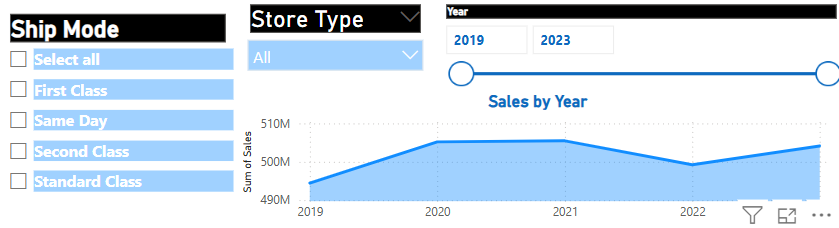 Ship Mode
Select all
First Class
Same Day
Second Class
Standard Class
Store Type
All
Year
2019
2023
Sales by Year
Sum of Sales
510M
500M
490M
2019
2020
2021
2022